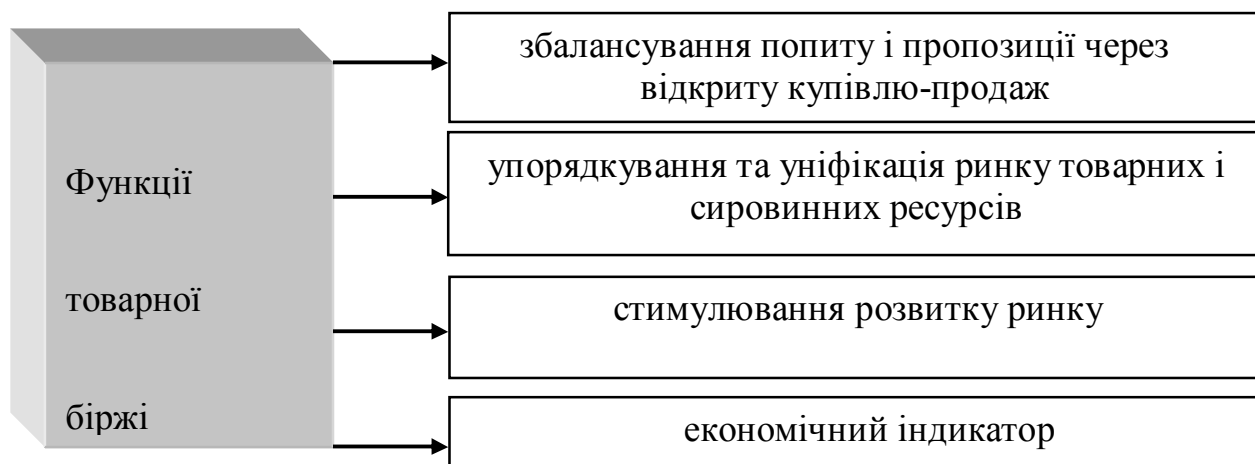 Функції
товарної
біржі
збалансування попиту і пропозиції через
відкриту купівлю-продаж
упорядкування та уніфікація ринку товарних і
сировинних ресурсів
стимулювання розвитку ринку
економічний індикатор